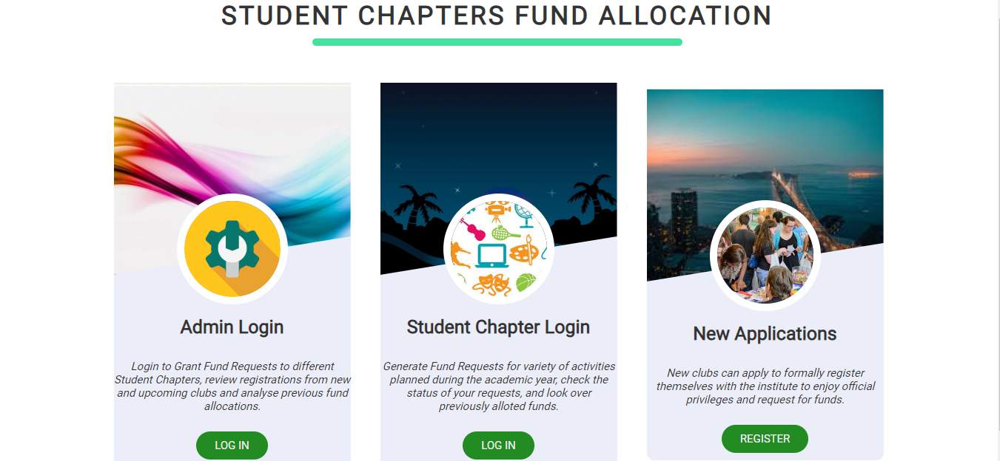 STUDENT CHAPTERS FUND ALLOCATION
Admin Login
Login to Grant Fund Requests to different
Student Chapters, review registrations from new
and upcoming clubs and analyse previous fund
allocations.
LOG IN
Student Chapter Login
Generate Fund Requests for variety of activities
planned during the academic year, check the
status of your requests, and look over
previously alloted funds.
LOG IN
New Applications
New clubs can apply to formally register
themselves with the institute to enjoy official
privileges and request for funds.
REGISTER